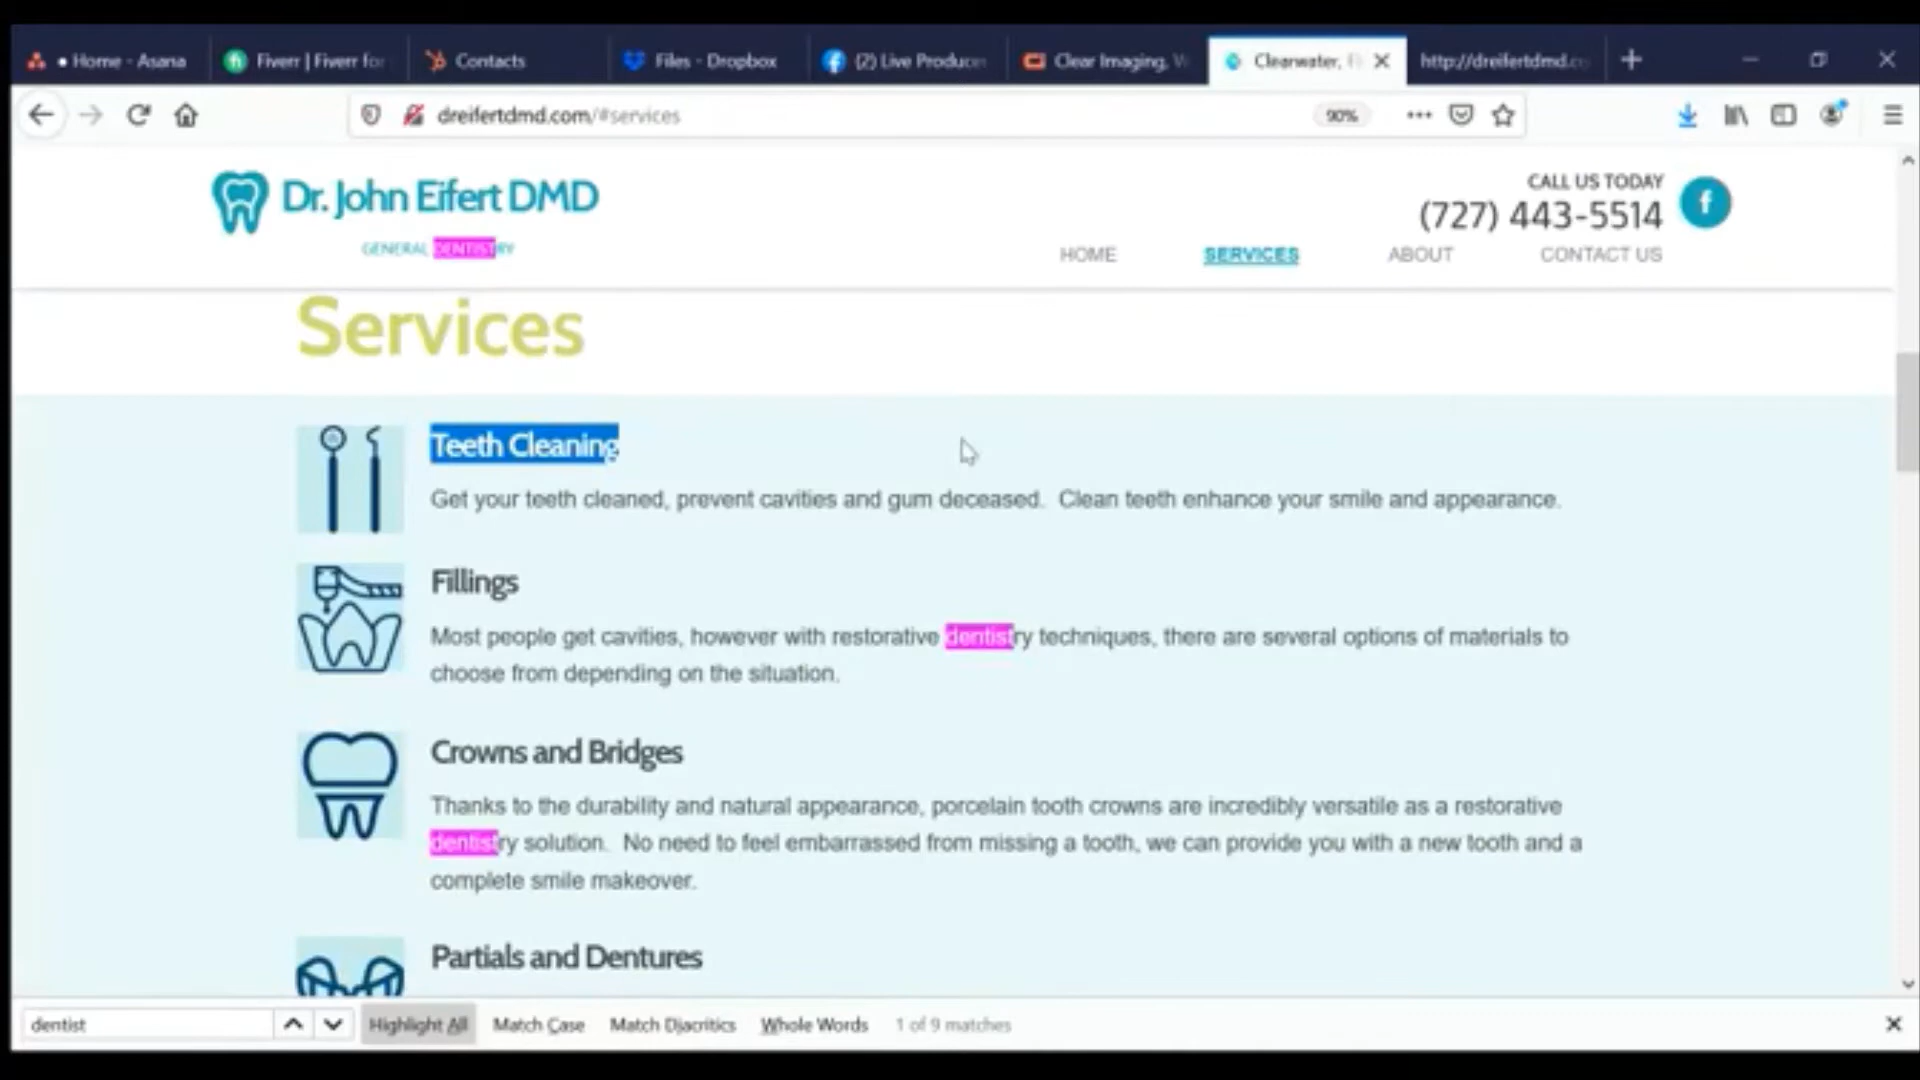 Home - Asana
Fiverr | Fiverr for
Contacts
Files - Dropbox
(2) Live Producer
Clear Imaging, W
Clearwater, Fl
http://dreifertdmd.co
dreifertdmd.com/#services
90%
Dr. John Eifert DMD
GENERAL DENTISTRY
CALL US TODAY
(727) 443-5514
f
HOME
SERVICES
ABOUT
CONTACT US
Services
Teeth Cleaning
Get your teeth cleaned, prevent cavities and gum deceased. Clean teeth enhance your smile and appearance.
Fillings
Most people get cavities, however with restorative dentistry techniques, there are several options of materials to
choose from depending on the situation.
Crowns and Bridges
Thanks to the durability and natural appearance, porcelain tooth crowns are incredibly versatile as a restorative
dentistry solution. No need to feel embarrassed from missing a tooth, we can provide you with a new tooth and a
complete smile makeover.
Partials and Dentures
dentist
Highlight All
Match Case
Match Diacritics
Whole Words
1 of 9 matches